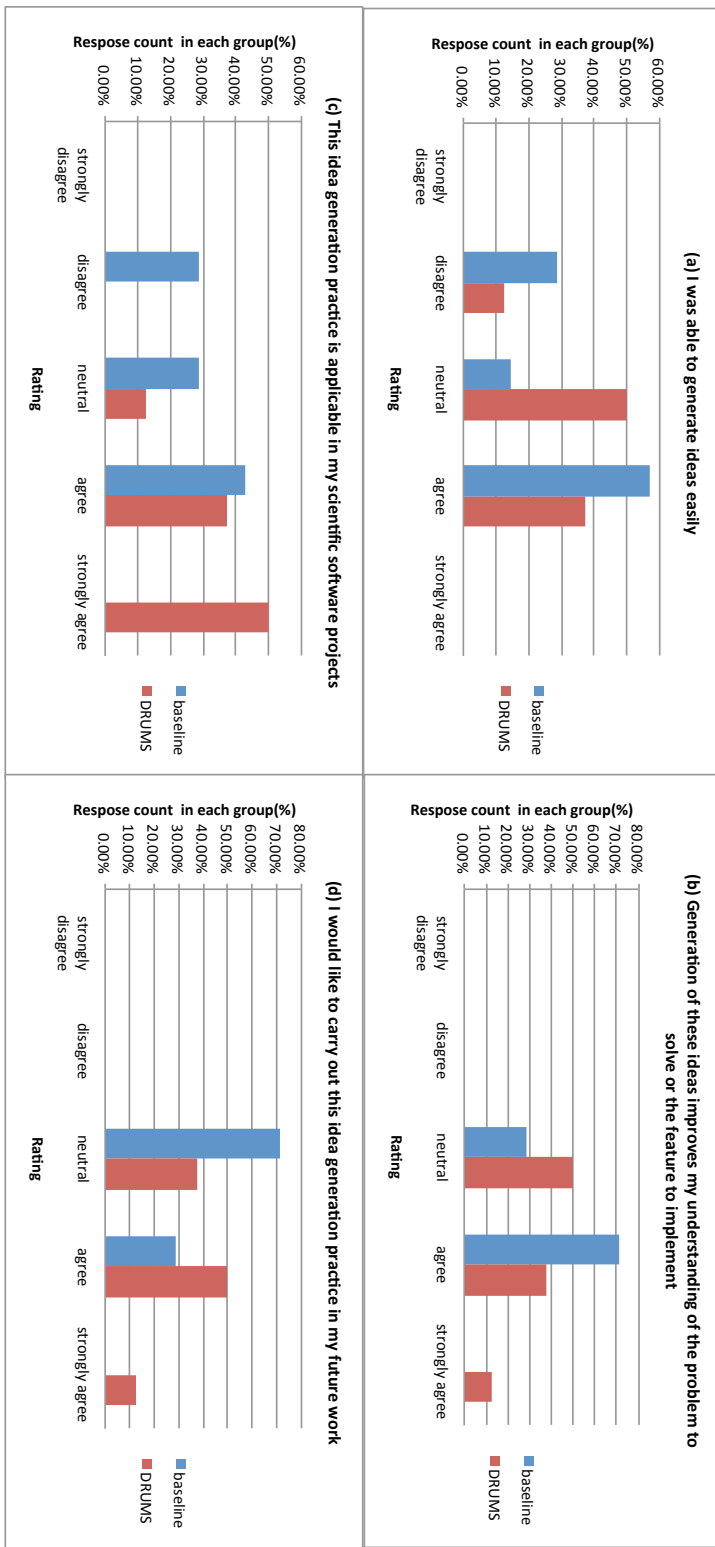 (a) I was able to generate ideas easily
Respose count in each group(%)
60.00%
50.00%
40.00%
30.00%
20.00%
10.00%
0.00%
strongly
disagree
disagree
neutral
agree
strongly agree
Rating
baseline
DRUMS
(b) Generation of these ideas improves my understanding of the problem to
solve or the feature to implement
Respose count in each group(%)
80.00%
70.00%
60.00%
50.00%
40.00%
30.00%
20.00%
10.00%
0.00%
strongly
disagree
disagree
neutral
agree
strongly agree
Rating
baseline
DRUMS
(c) This idea generation practice is applicable in my scientific software projects
Respose count in each group(%)
60.00%
50.00%
40.00%
30.00%
20.00%
10.00%
0.00%
strongly
disagree
disagree
neutral
agree
strongly agree
Rating
baseline
DRUMS
(d) I would like to carry out this idea generation practice in my future work
Respose count in each group(%)
80.00%
70.00%
60.00%
50.00%
40.00%
30.00%
20.00%
10.00%
0.00%
strongly
disagree
disagree
neutral
agree
strongly agree
Rating
baseline
DRUMS